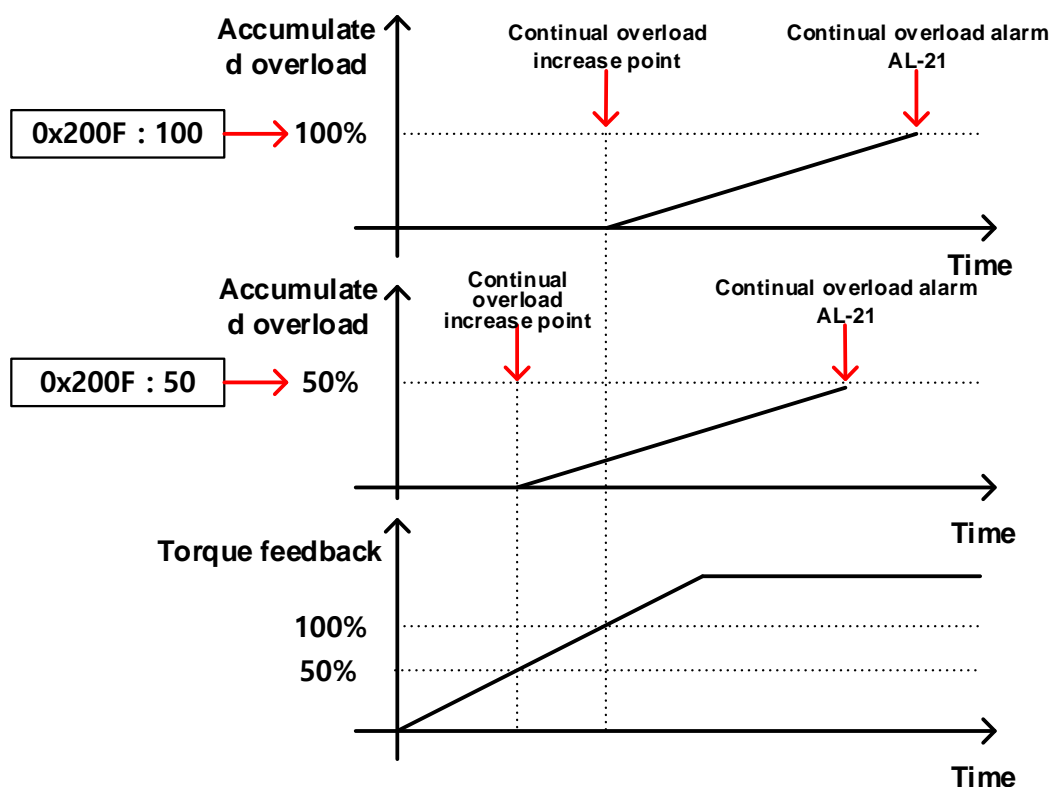 Accumulate
d overload
Continual overload
increase point
Continual overload alarm
AL-21
0x200F : 100
100%
Time
Accumulate
d overload
Continual
overload
increase point
Continual overload alarm
AL-21
0x200F : 50
50%
Time
Torque feedback
100%
50%
Time